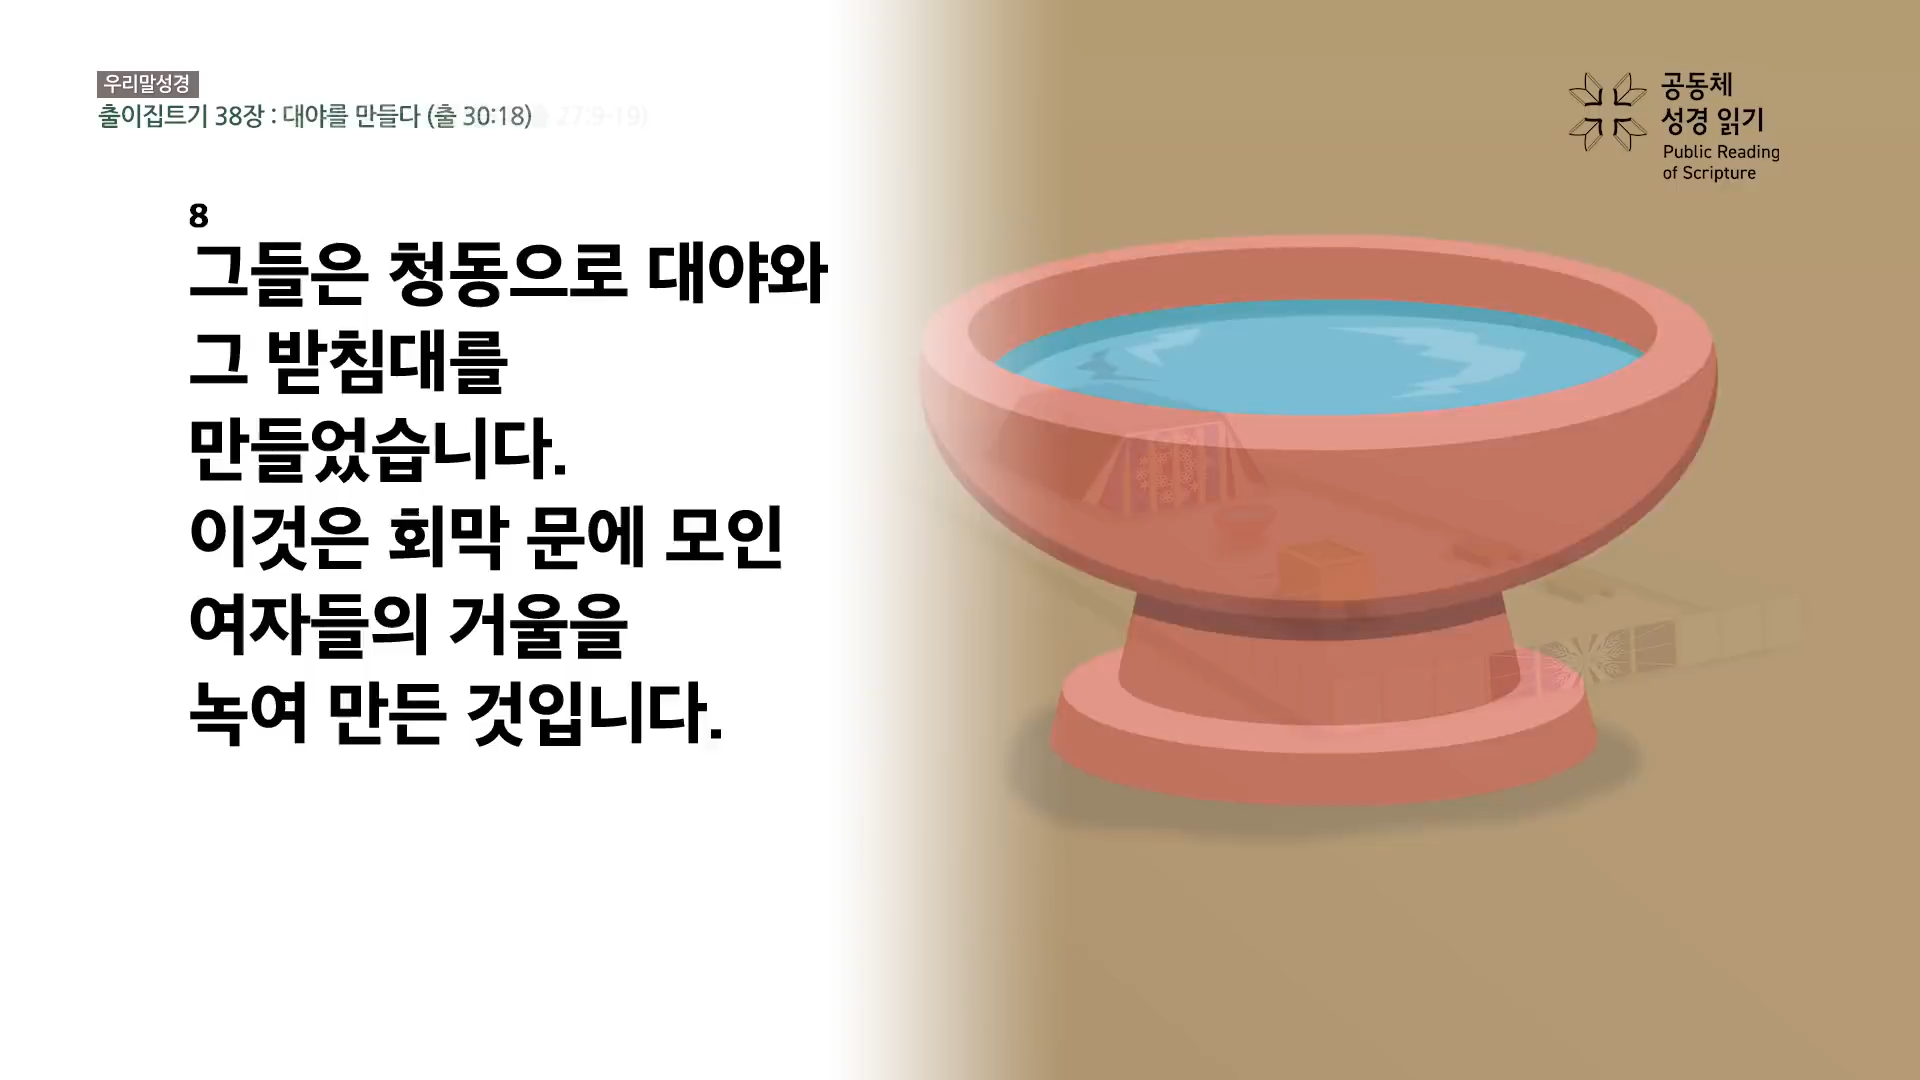 우리말성경
출이집트기 38장 : 대야를 만들다 (출 30:18)
27:9-19)
공동체
성경 읽기
Public Reading
of Scripture
8
그들은 청동으로 대야와
그 받침대를
만들었습니다.
이것은 회막 문에 모인
여자들의 거울을
녹여 만든 것입니다.